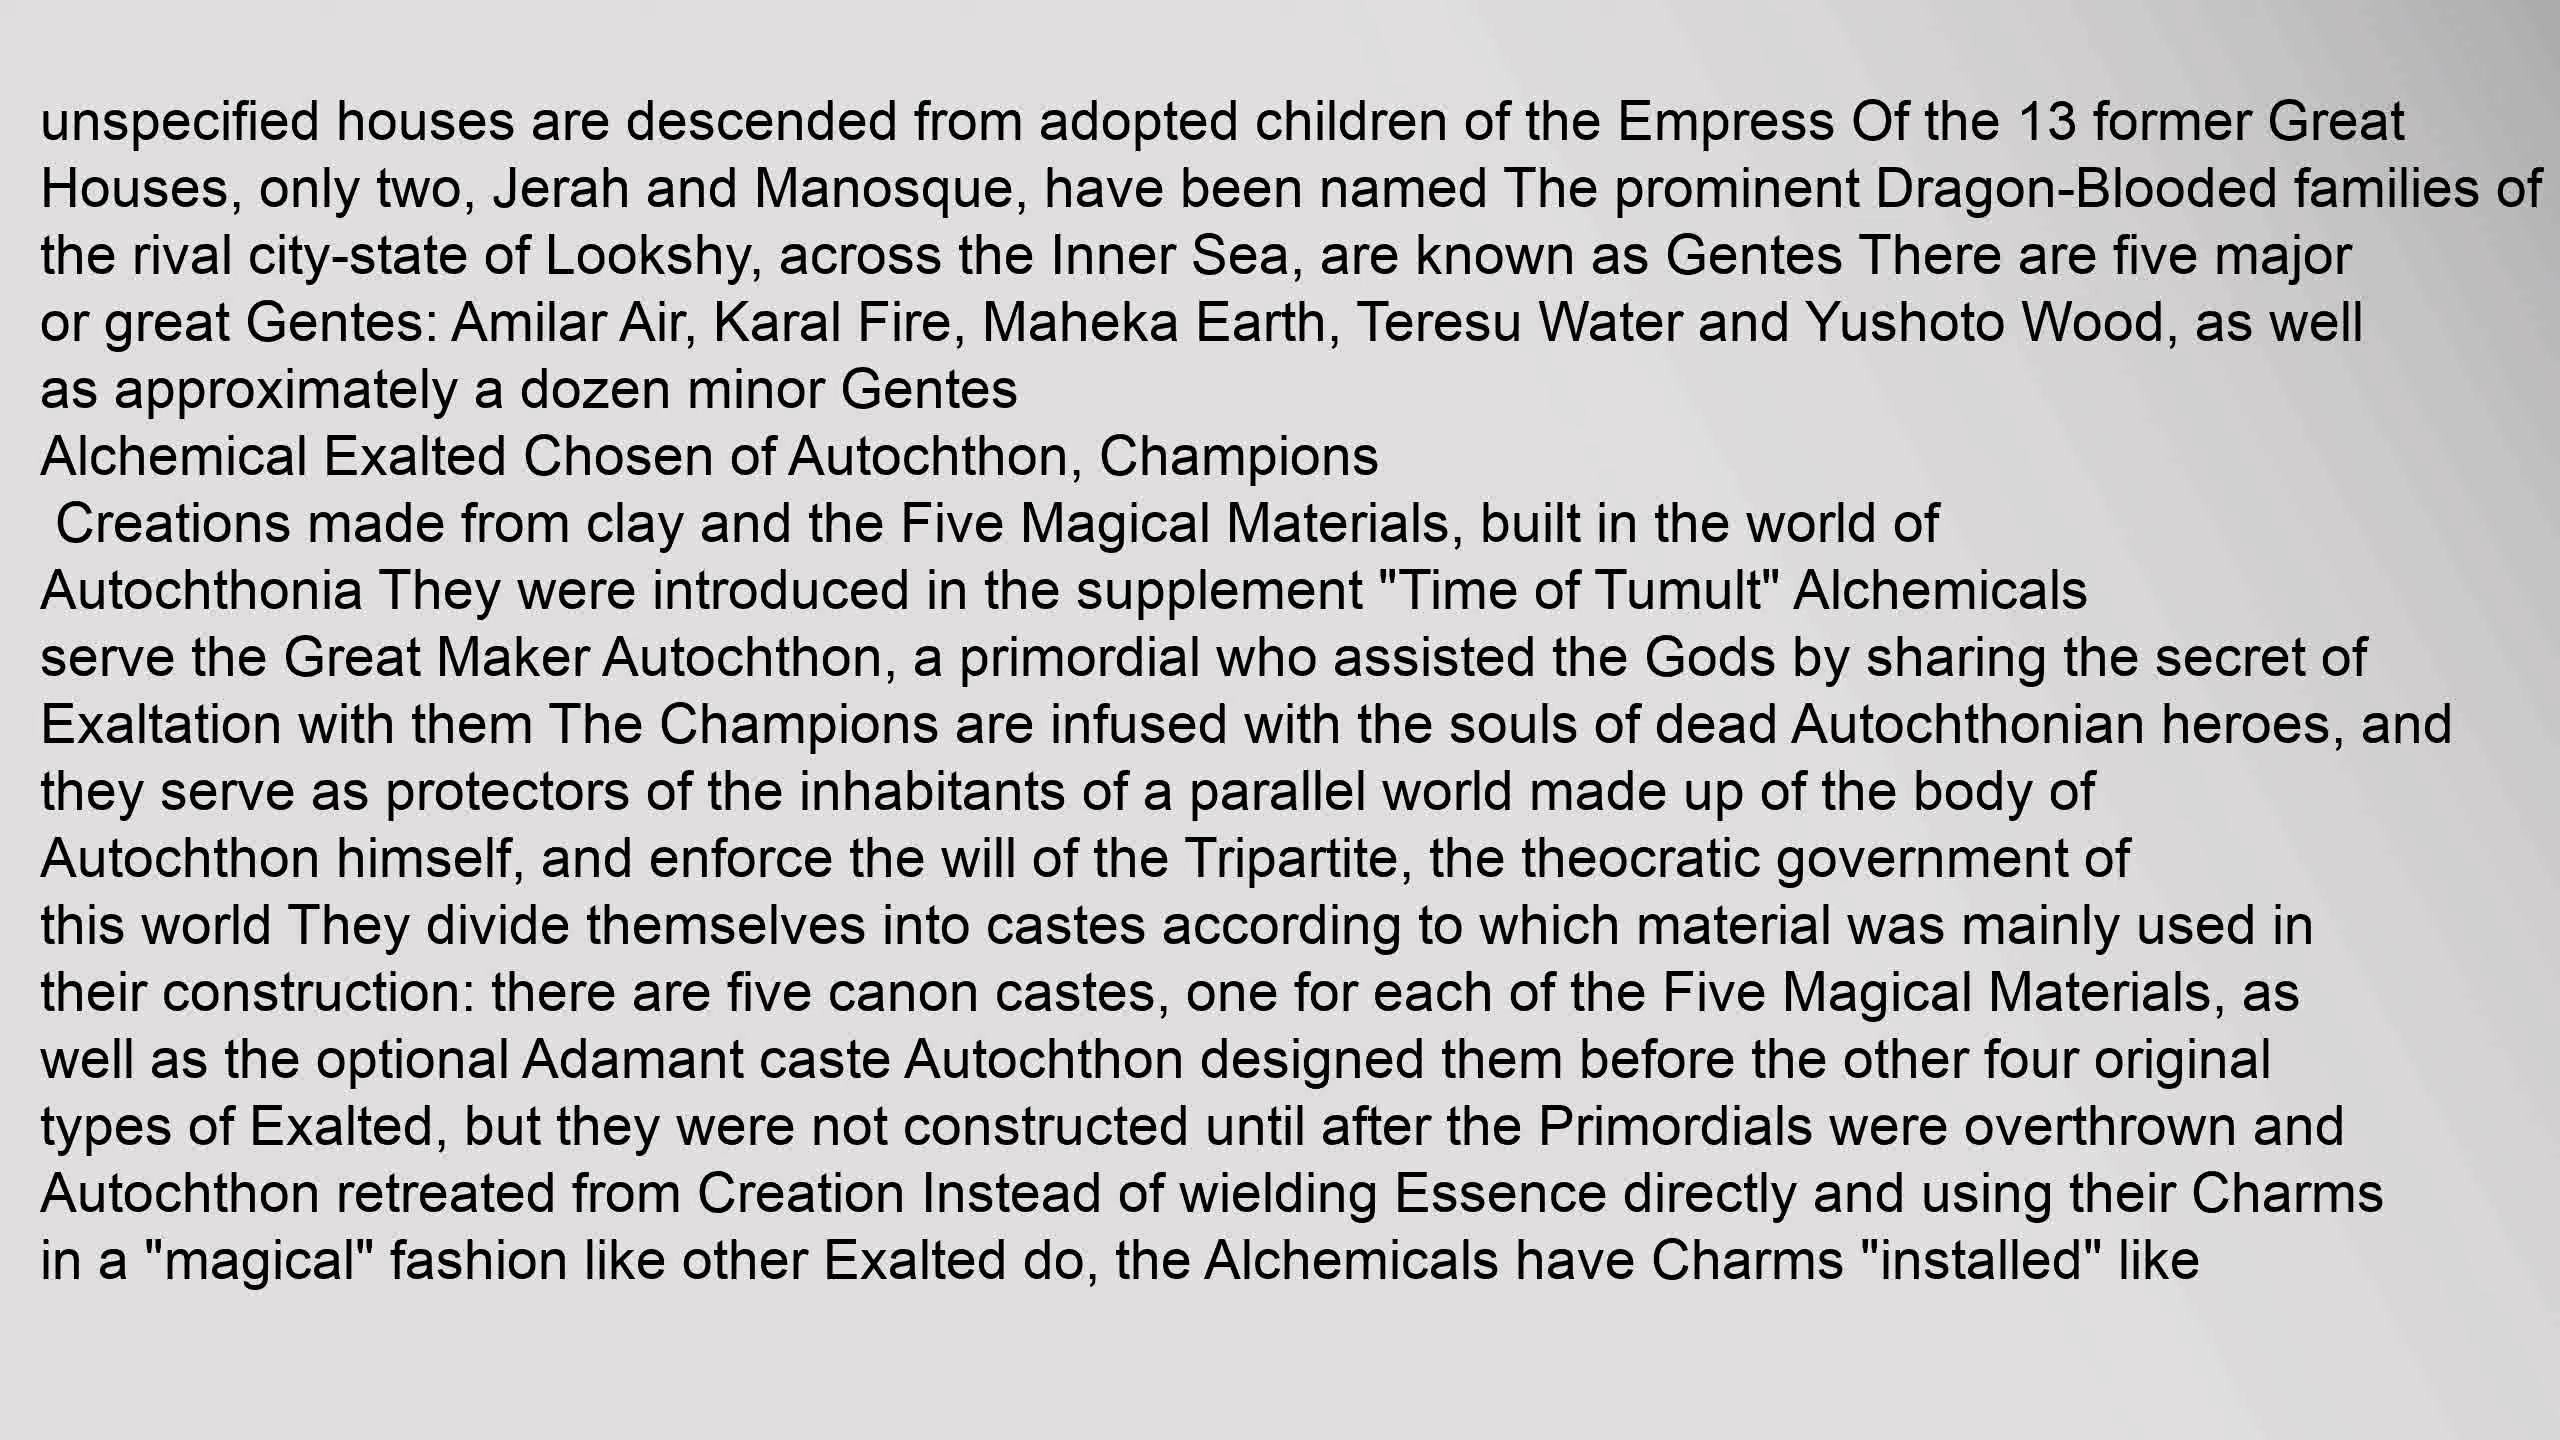 unspecified houses are descended from adopted children of the Empress Of the 13 former Great
Houses, only two, Jerah and Manosque, have been named The prominent Dragon-Blooded families of
the rival city-state of Lookshy, across the Inner Sea, are known as Gentes There are five major
or great Gentes: Amilar Air, Karal Fire, Maheka Earth, Teresu Water and Yushoto Wood, as well
as approximately a dozen minor Gentes
Alchemical Exalted Chosen of Autochthon, Champions
Creations made from clay and the Five Magical Materials, built in the world of
Autochthonia They were introduced in the supplement "Time of Tumult" Alchemicals
serve the Great Maker Autochthon, a primordial who assisted the Gods by sharing the secret of
Exaltation with them The Champions are infused with the souls of dead Autochthonian heroes, and
they serve as protectors of the inhabitants of a parallel world made up of the body of
Autochthon himself, and enforce the will of the Tripartite, the theocratic government of
this world They divide themselves into castes according to which material was mainly used in
their construction: there are five canon castes, one for each of the Five Magical Materials, as
well as the optional Adamant caste Autochthon designed them before the other four original
types of Exalted, but they were not constructed until after the Primordials were overthrown and
Autochthon retreated from Creation Instead of wielding Essence directly and using their Charms
in a "magical" fashion like other Exalted do, the Alchemicals have Charms "installed" like